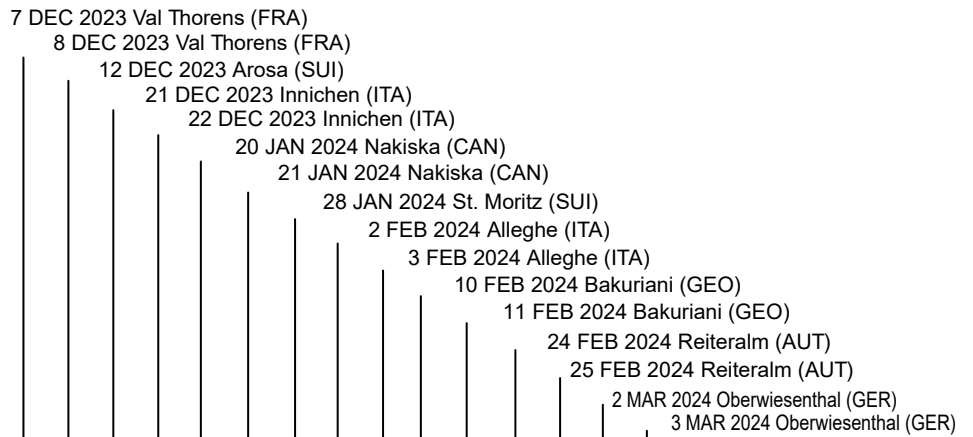 7 DEC 2023 Val Thorens (FRA)
8 DEC 2023 Val Thorens (FRA)
12 DEC 2023 Arosa (SUI)
21 DEC 2023 Innichen (ITA)
22 DEC 2023 Innichen (ITA)
20 JAN 2024 Nakiska (CAN)
21 JAN 2024 Nakiska (CAN)
28 JAN 2024 St. Moritz (SUI)
2 FEB 2024 Alleghe (ITA)
3 FEB 2024 Alleghe (ITA)
10 FEB 2024 Bakuriani (GEO)
11 FEB 2024 Bakuriani (GEO)
24 FEB 2024 Reiteralm (AUT)
25 FEB 2024 Reiteralm (AUT)
2 MAR 2024 Oberwiesenthal (GER)
3 MAR 2024 Oberwiesenthal (GER)